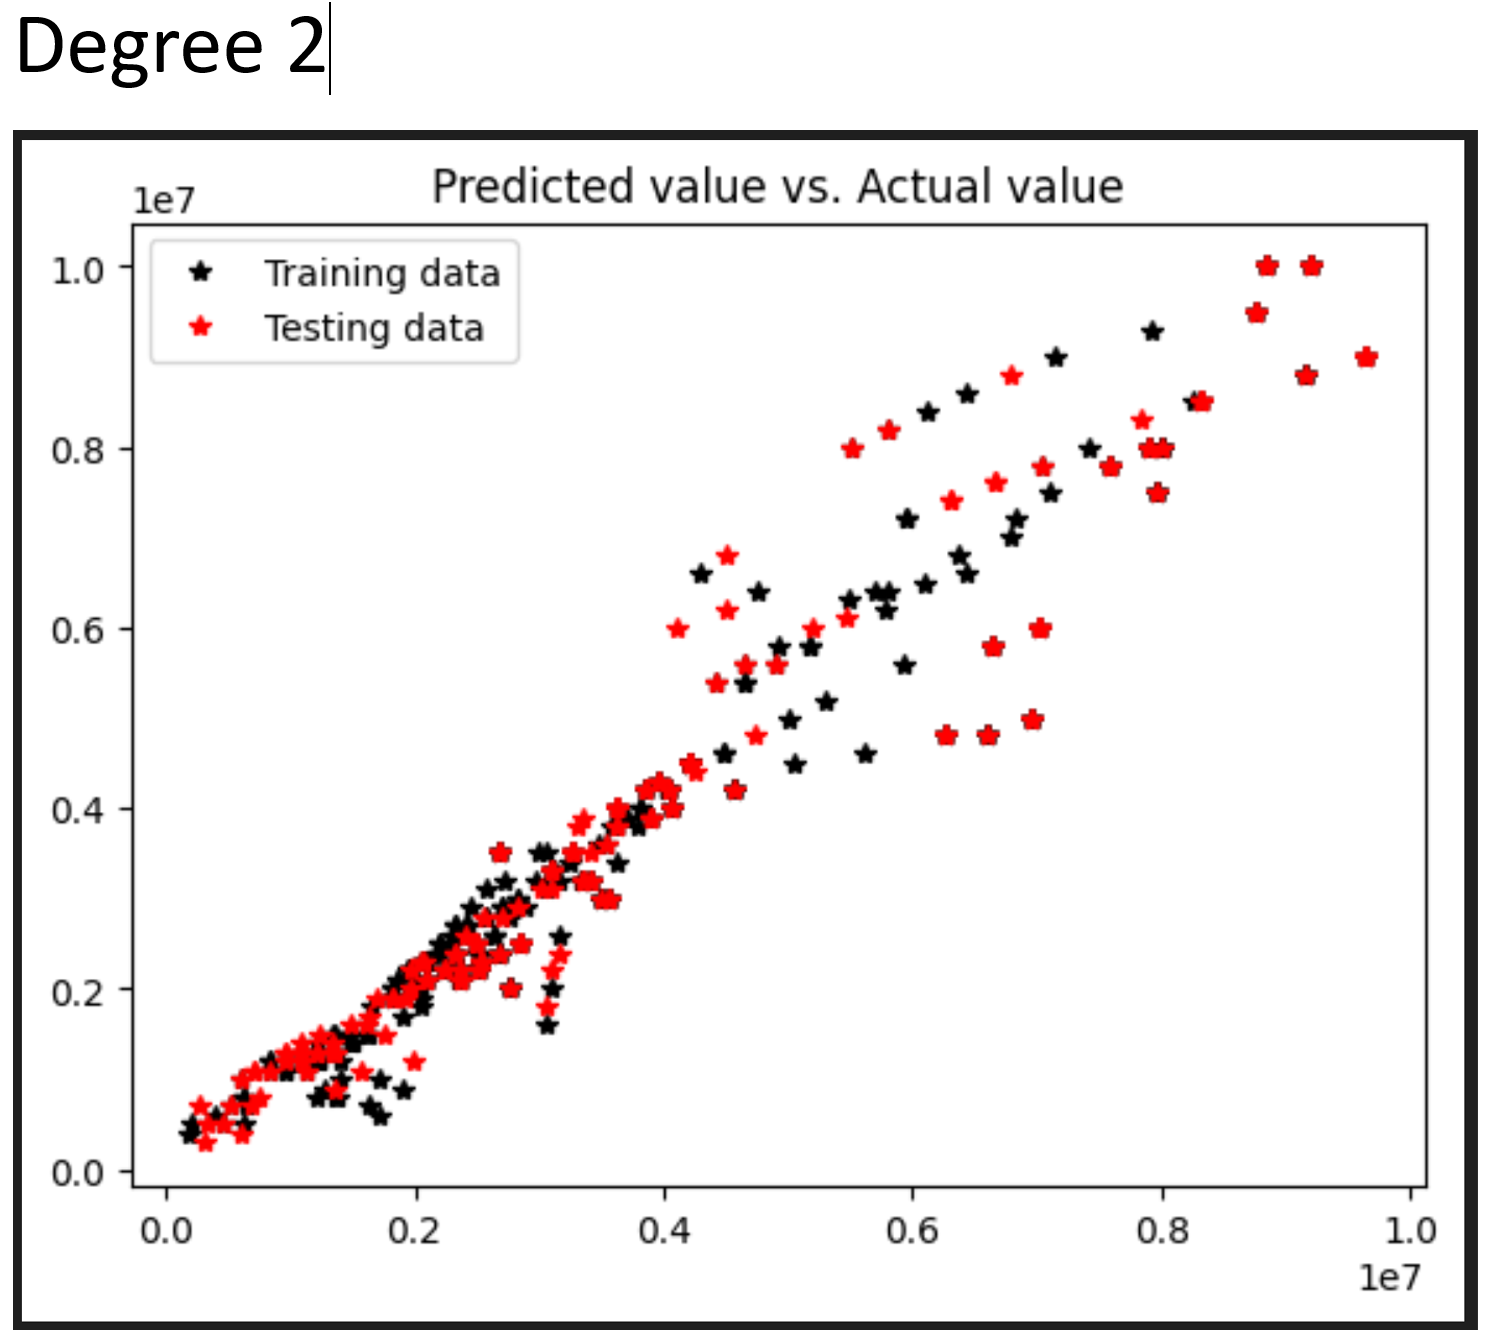 Degree 2
Predicted value vs. Actual value
1e7
Training data
Testing data
1.0
0.8
0.6
0.4
0.2
0.0
0.0 0.2 0.4 0.6 0.8 1.0
1e7